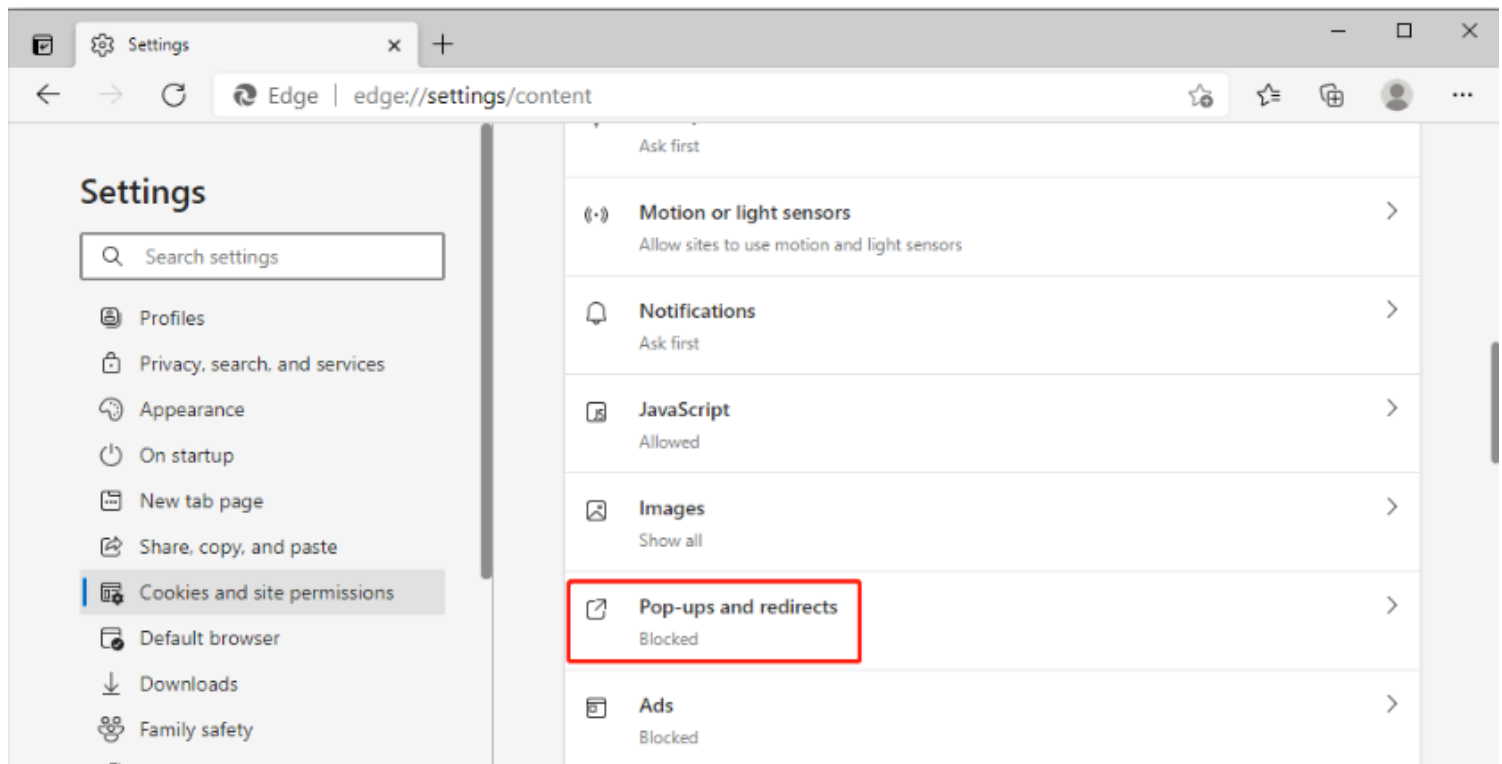 Settings
Edge | edge://settings/content
Settings
Search settings
Profiles
Privacy, search, and services
Appearance
On startup
New tab page
Share, copy, and paste
Cookies and site permissions
Default browser
Downloads
Family safety
Ask first
Motion or light sensors
Allow sites to use motion and light sensors
Notifications
Ask first
JS
JavaScript
Allowed
Images
Show all
Pop-ups and redirects
Blocked
Ads
Blocked